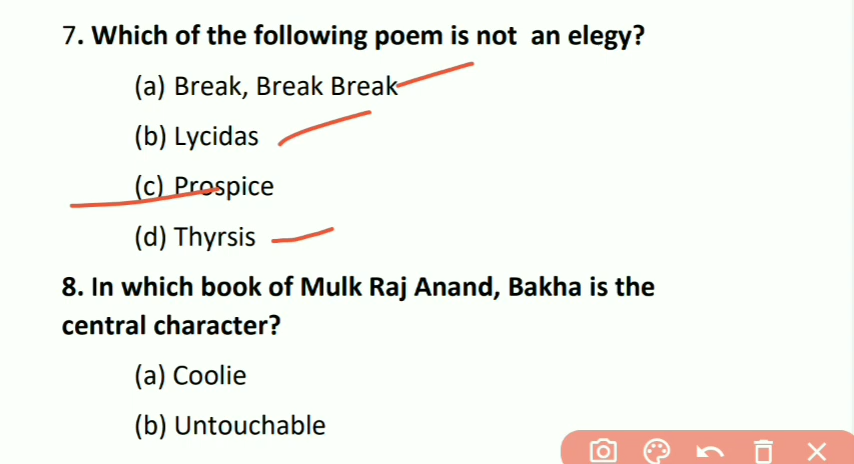 7. Which of the following poem is not an elegy?
(a) Break, Break Break
(b) Lycidas
(c) Prospice
(d) Thyrsis
8. In which book of Mulk Raj Anand, Bakha is the
central character?
(a) Coolie
(b) Untouchable